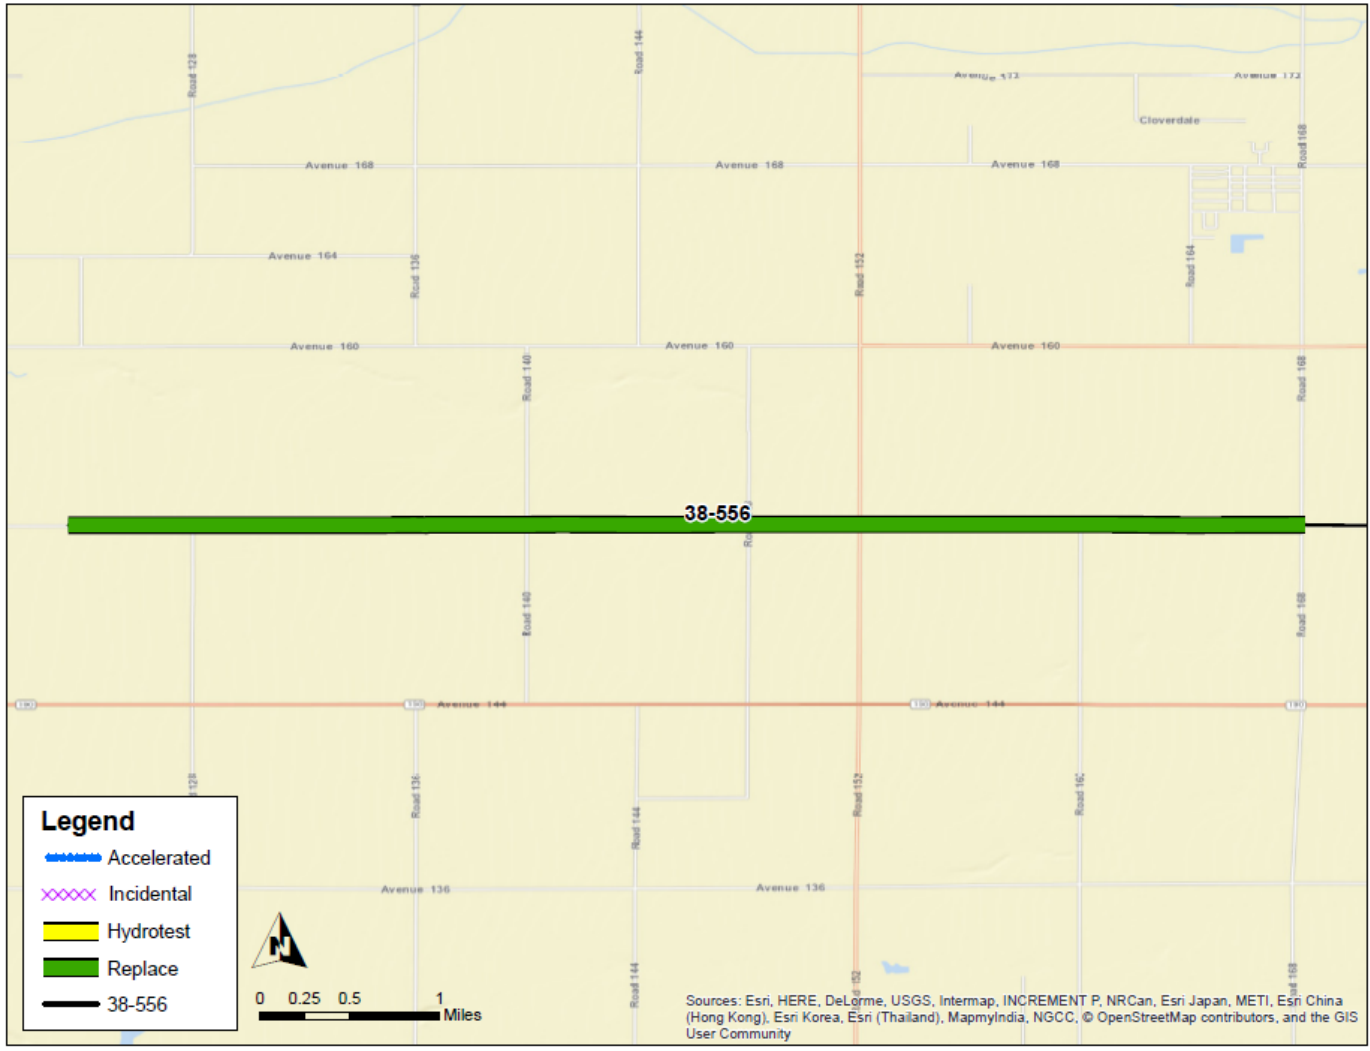 Road 128
Road 144
Avenue 172
Avenue 172
Cloverdale
Road 168
Avenue 168
Avenue 168
Avenue 168
Avenue 164
Road 136
Road 152
Road 164
Avenue 160
Avenue 160
Avenue 160
Road 140
Road 168
38-556
Road 140
Road 168
190
190
Avenue 144
190
Avenue 144
190
128
Road 136
Road 144
Road 152
Road 160
Avenue 136
Avenue 136
Road 144
152
168
Legend
Accelerated
Incidental
Hydrotest
Replace
38-556
N
0 0.25 0.5 1
Miles
Sources: Esri, HERE, DeLorme, USGS, Intermap, INCREMENT P, NRCan, Esri Japan, METI, Esri China
(Hong Kong), Esri Korea, Esri (Thailand), MapmyIndia, NGCC, © OpenStreetMap contributors, and the GIS
User Community